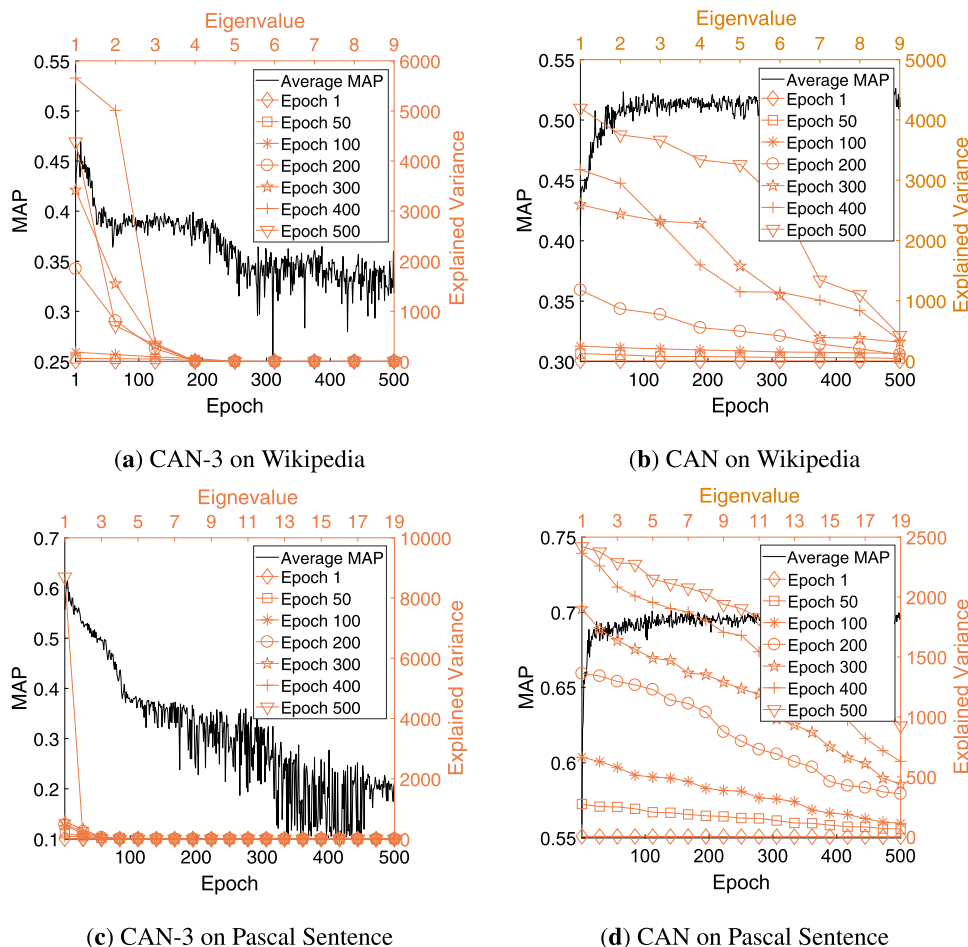 Eigenvalue
1 2 3 4 5 6 7 8 9
0.55
0.5
0.45
0.4
0.35
0.3
0.25
MAP
Average MAP
Epoch 1
Epoch 50
Epoch 100
Epoch 200
Epoch 300
Epoch 400
Epoch 500
6000
5000
4000
3000
2000
1000
0
Explained Variance
1 100 200 300 400 500
Epoch
(a) CAN-3 on Wikipedia
Eigenvalue
1 2 3 4 5 6 7 8 9
0.55
0.50
0.45
0.40
0.35
0.30
MAP
Average MAP
Epoch 1
Epoch 50
Epoch 100
Epoch 200
Epoch 300
Epoch 400
Epoch 500
5000
4000
3000
2000
1000
0
Explained Variance
100 200 300 400 500
Epoch
(b) CAN on Wikipedia
Eignevalue
1 3 5 7 9 11 13 15 17 19
0.7
0.6
0.5
0.4
0.3
0.2
0.1
MAP
Average MAP
Epoch 1
Epoch 50
Epoch 100
Epoch 200
Epoch 300
Epoch 400
Epoch 500
10000
8000
6000
4000
2000
0
Explained Variance
100 200 300 400 500
Epoch
(c) CAN-3 on Pascal Sentence
Eigenvalue
1 3 5 7 9 11 13 15 17 19
0.75
0.7
0.65
0.6
0.55
MAP
Average MAP
Epoch 1
Epoch 50
Epoch 100
Epoch 200
Epoch 300
Epoch 400
Epoch 500
2500
2000
1500
1000
500
0
Explained Variance
100 200 300 400 500
Epoch
(d) CAN on Pascal Sentence